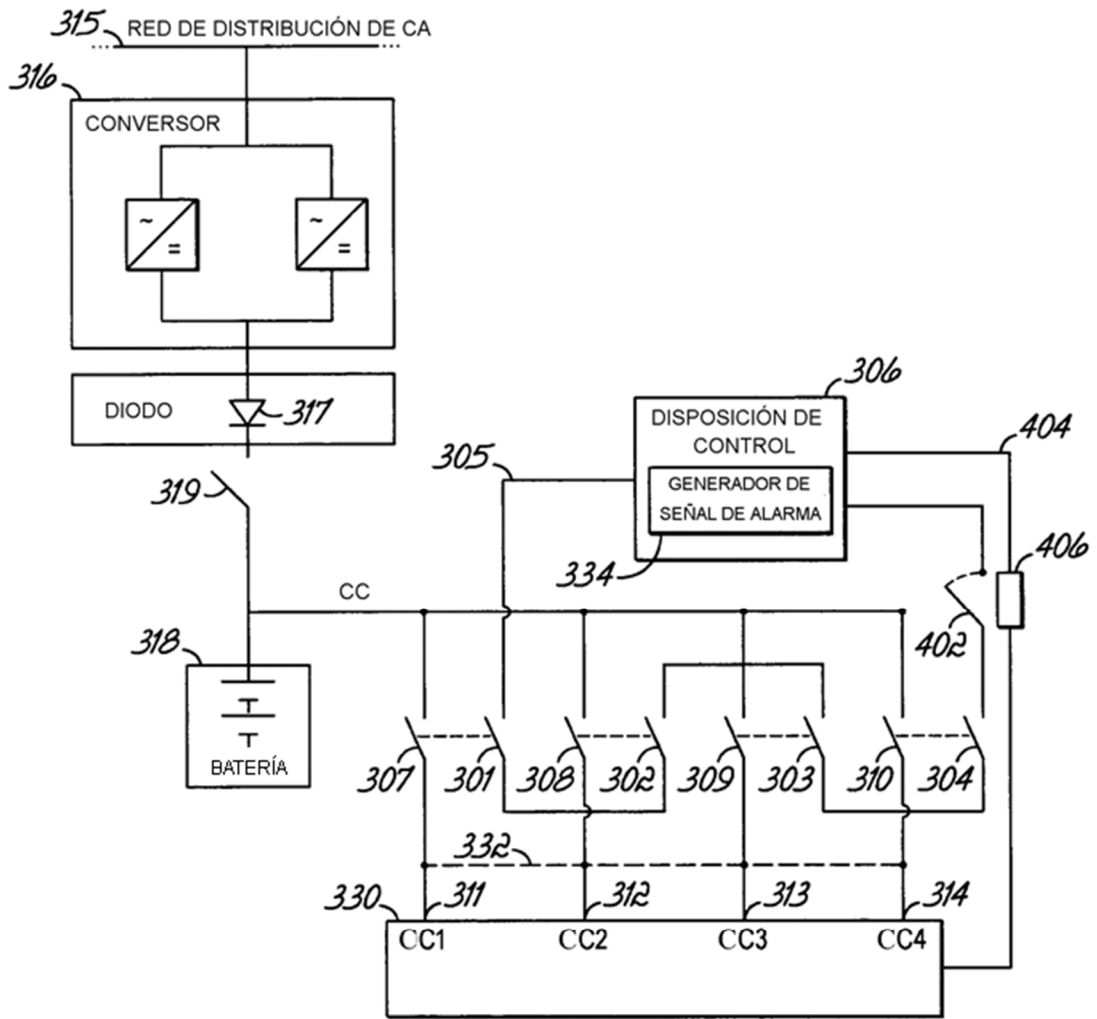 315 RED DE DISTRIBUCIÓN DE CA
316
CONVERSOR
~
=
~
=
DIODO
317
319
306
DISPOSICIÓN DE
CONTROL
GENERADOR DE
SEÑAL DE ALARMA
334
305
404
406
402
CC
318
BATERÍA
307
301
308
302
309
303
310
304
332
330
311
312
313
314
CC1
CC2
CC3
CC4